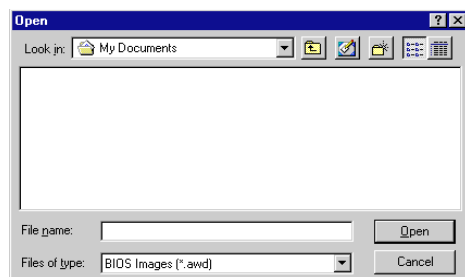 Open
Look in: My Documents
File name: Open
Files of type: BIOS Images (*.awd) Cancel